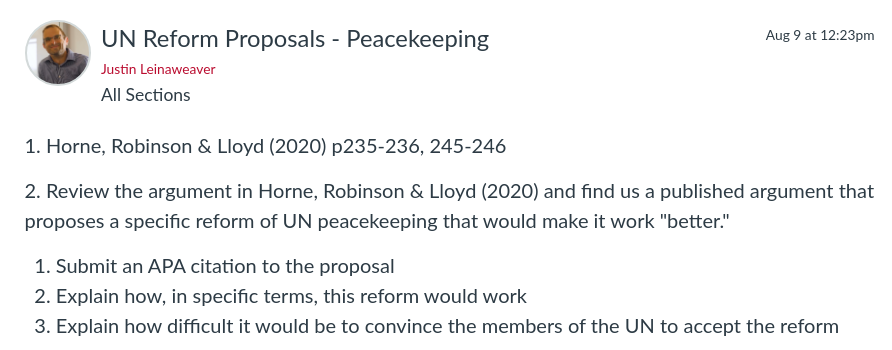 UN Reform Proposals - Peacekeeping
Aug 9 at 12:23pm
Justin Leinaweaver
All Sections
1. Horne, Robinson & Lloyd (2020) p235-236, 245-246
2. Review the argument in Horne, Robinson & Lloyd (2020) and find us a published argument that
proposes a specific reform of UN peacekeeping that would make it work "better."
1. Submit an APA citation to the proposal
2. Explain how, in specific terms, this reform would work
3. Explain how difficult it would be to convince the members of the UN to accept the reform